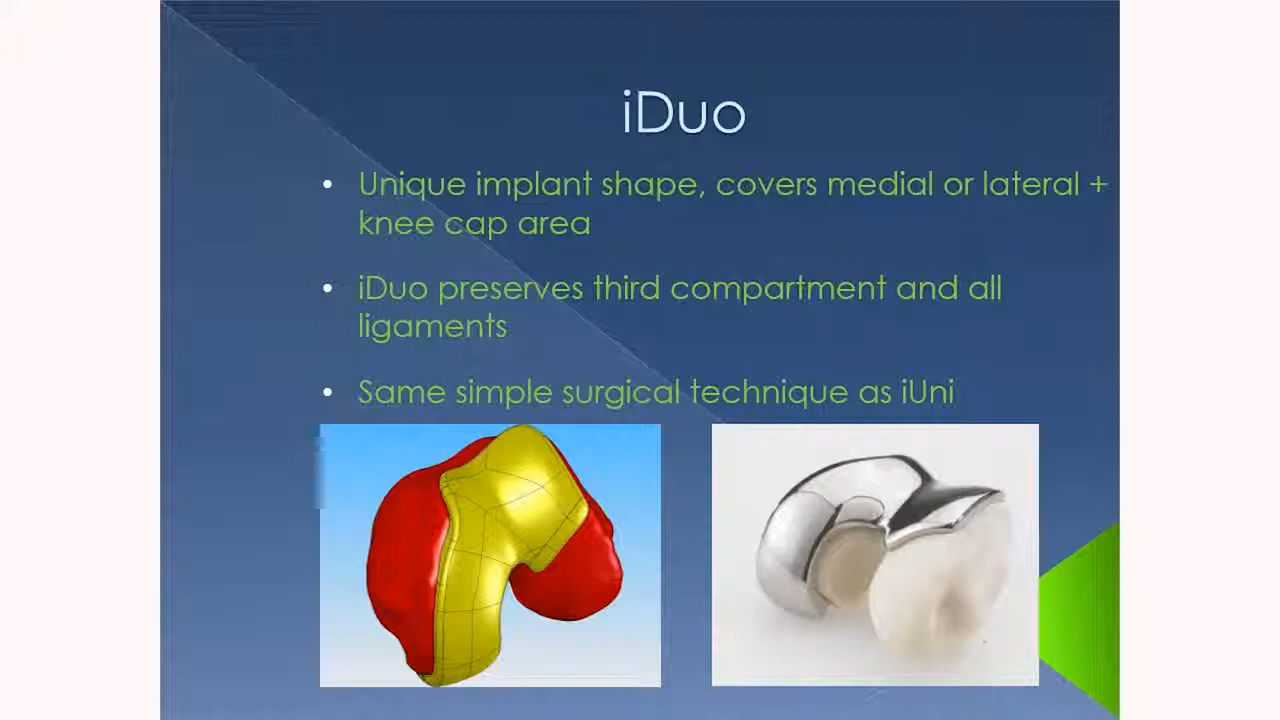 iDuo
• Unique implant shape, covers medial or lateral +
knee cap area
• iDuo preserves third compartment and all
ligaments
• Same simple surgical technique as iUni